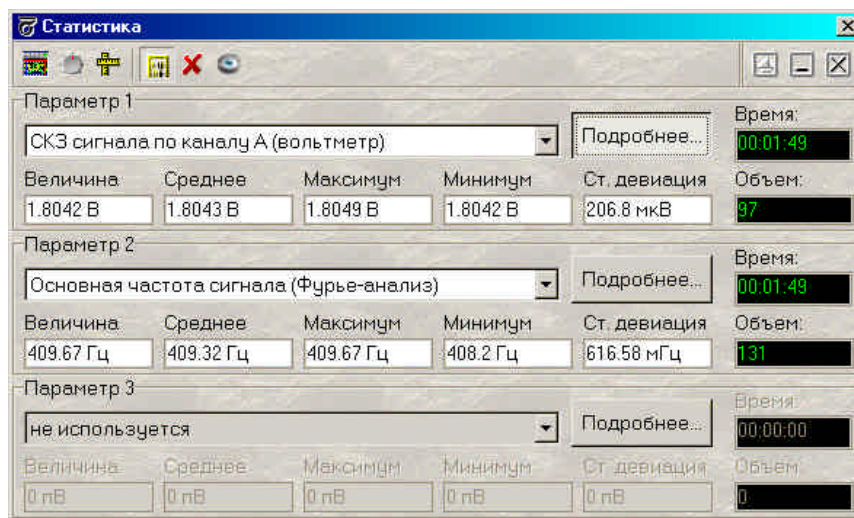 Статистика
Параметр 1
СКЗ сигнала по каналу А (вольтметр)
Подробнее...
Время:
00:01:49
Величина Среднее Максимум Минимум Ст. девиация Объем:
1.8042 В 1.8043 В 1.8049 В 1.8042 В 206.8 мкВ 97
Параметр 2
Основная частота сигнала (Фурье-анализ)
Подробнее...
Время:
00:01:49
Величина Среднее Максимум Минимум Ст. девиация Объем:
409.67 Гц 409.32 Гц 409.67 Гц 408.2 Гц 616.58 мГц 131
Параметр 3
не используется
Подробнее...
Время:
00:00:00
Величина Среднее Максимум Минимум Ст. девиация Объем:
0 пВ 0 пВ 0 пВ 0 пВ 0 пВ 0